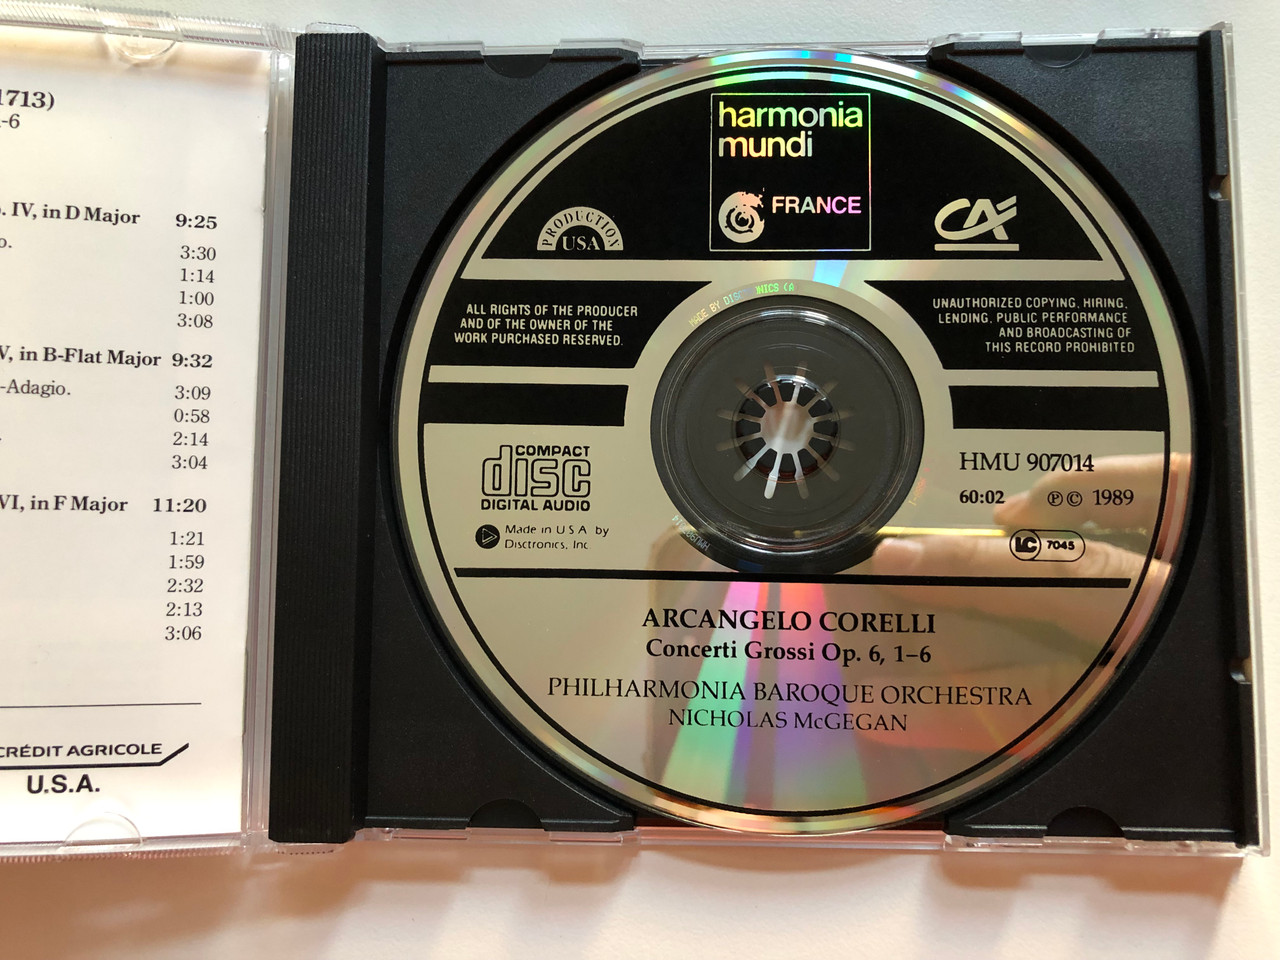 1713)
-6
. IV, in D Major 9:25
o. 3:30
1:14
1:00
3:08
V, in B-Flat Major 9:32
-Adagio. 3:09
0:58
2:14
3:04
VI, in F Major 11:20
1:21
1:59
2:32
2:13
3:06
CRÉDIT AGRICOLE
U.S.A.
harmonia
mundi
FRANCE
PRODUCTION
USA
CA
ALL RIGHTS OF THE PRODUCER
AND OF THE OWNER OF THE
WORK PURCHASED RESERVED.
UNAUTHORIZED COPYING, HIRING,
LENDING, PUBLIC PERFORMANCE
AND BROADCASTING OF
THIS RECORD PROHIBITED
MADE BY DISCTRONICS (A
COMPACT
disc
DIGITAL AUDIO
Made in U S A by
Disctronics, Inc.
HMU 907014
60:02 ℗ © 1989
LC 7045
ARCANGELO CORELLI
Concerti Grossi Op. 6, 1–6
PHILHARMONIA BAROQUE ORCHESTRA
NICHOLAS McGEGAN